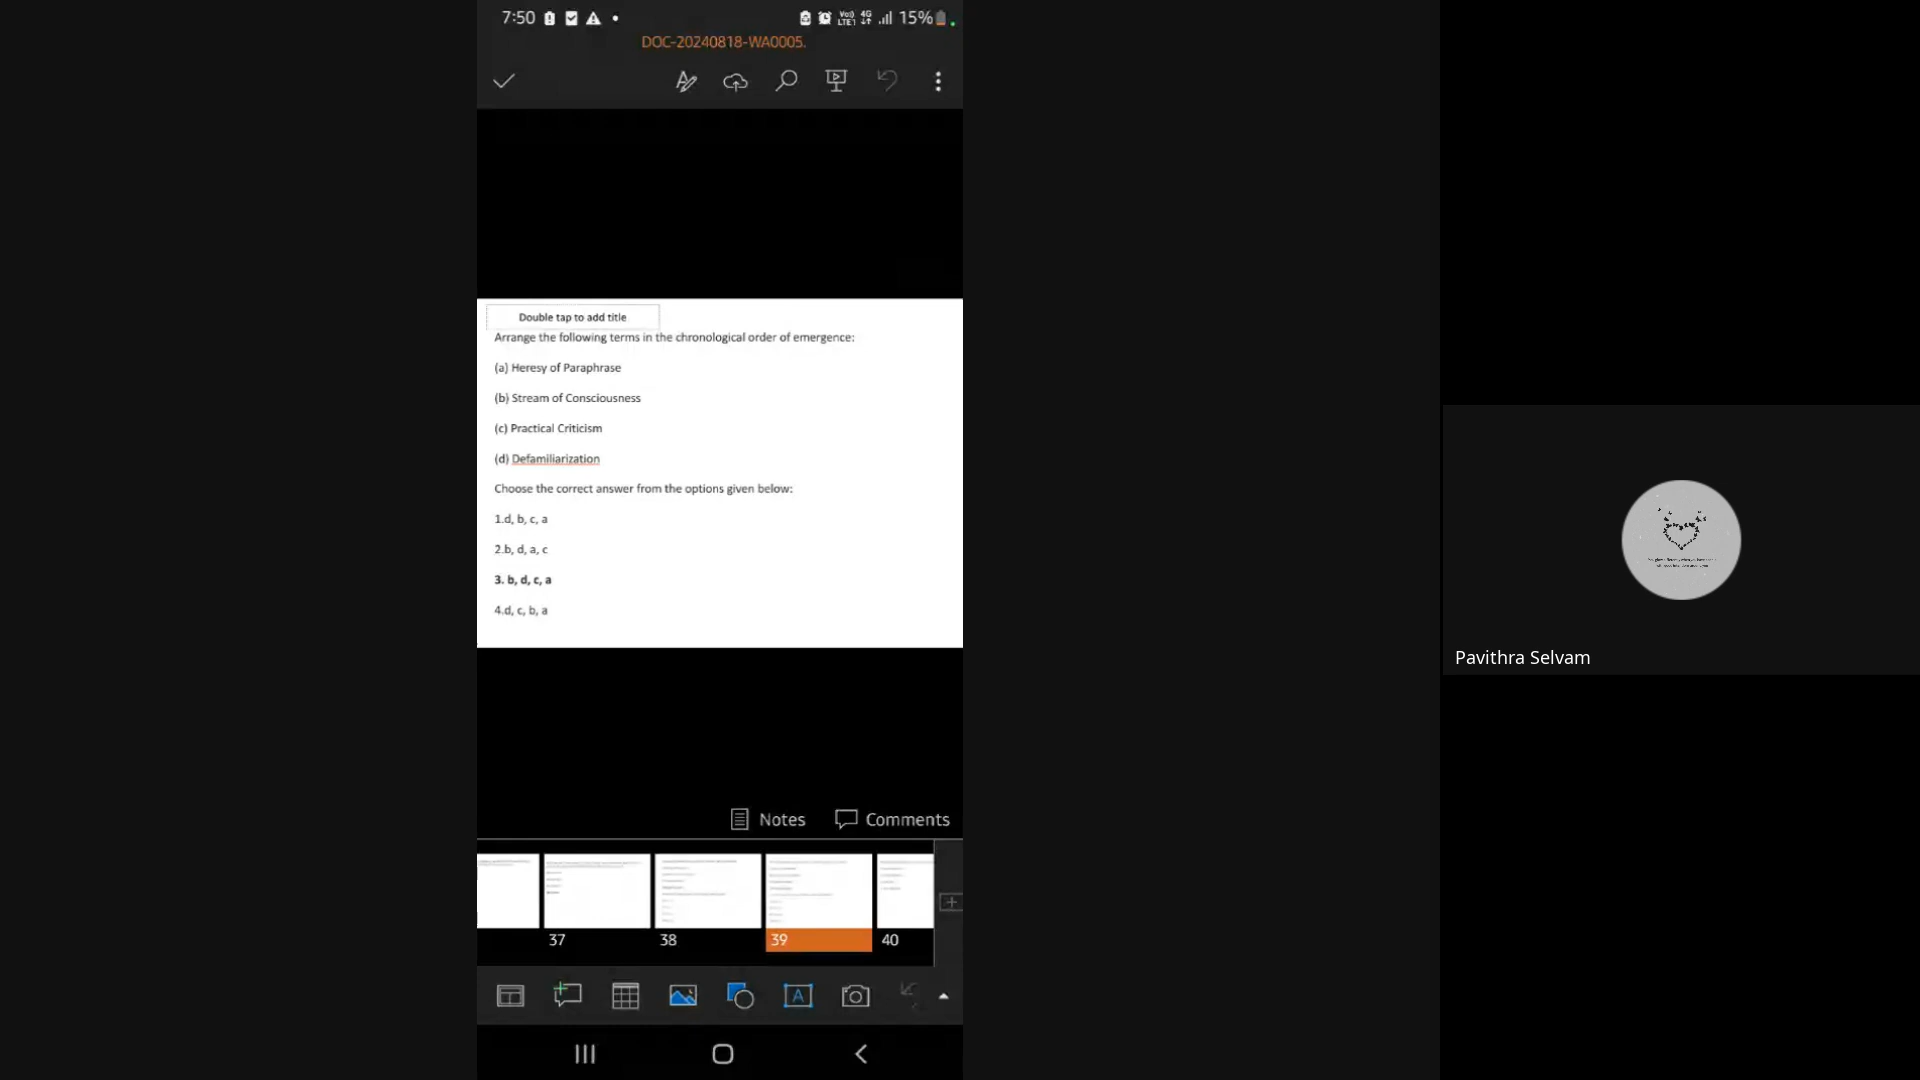 7:50
15%
DOC-20240818-WA0005.
Double tap to add title
Arrange the following terms in the chronological order of emergence:
(a) Heresy of Paraphrase
(b) Stream of Consciousness
(c) Practical Criticism
(d) Defamiliarization
Choose the correct answer from the options given below:
1.d, b, c, a
2.b, d, a, c
3. b, d, c, a
4.d, c, b, a
Pavithra Selvam
Notes
Comments
37
38
39
40